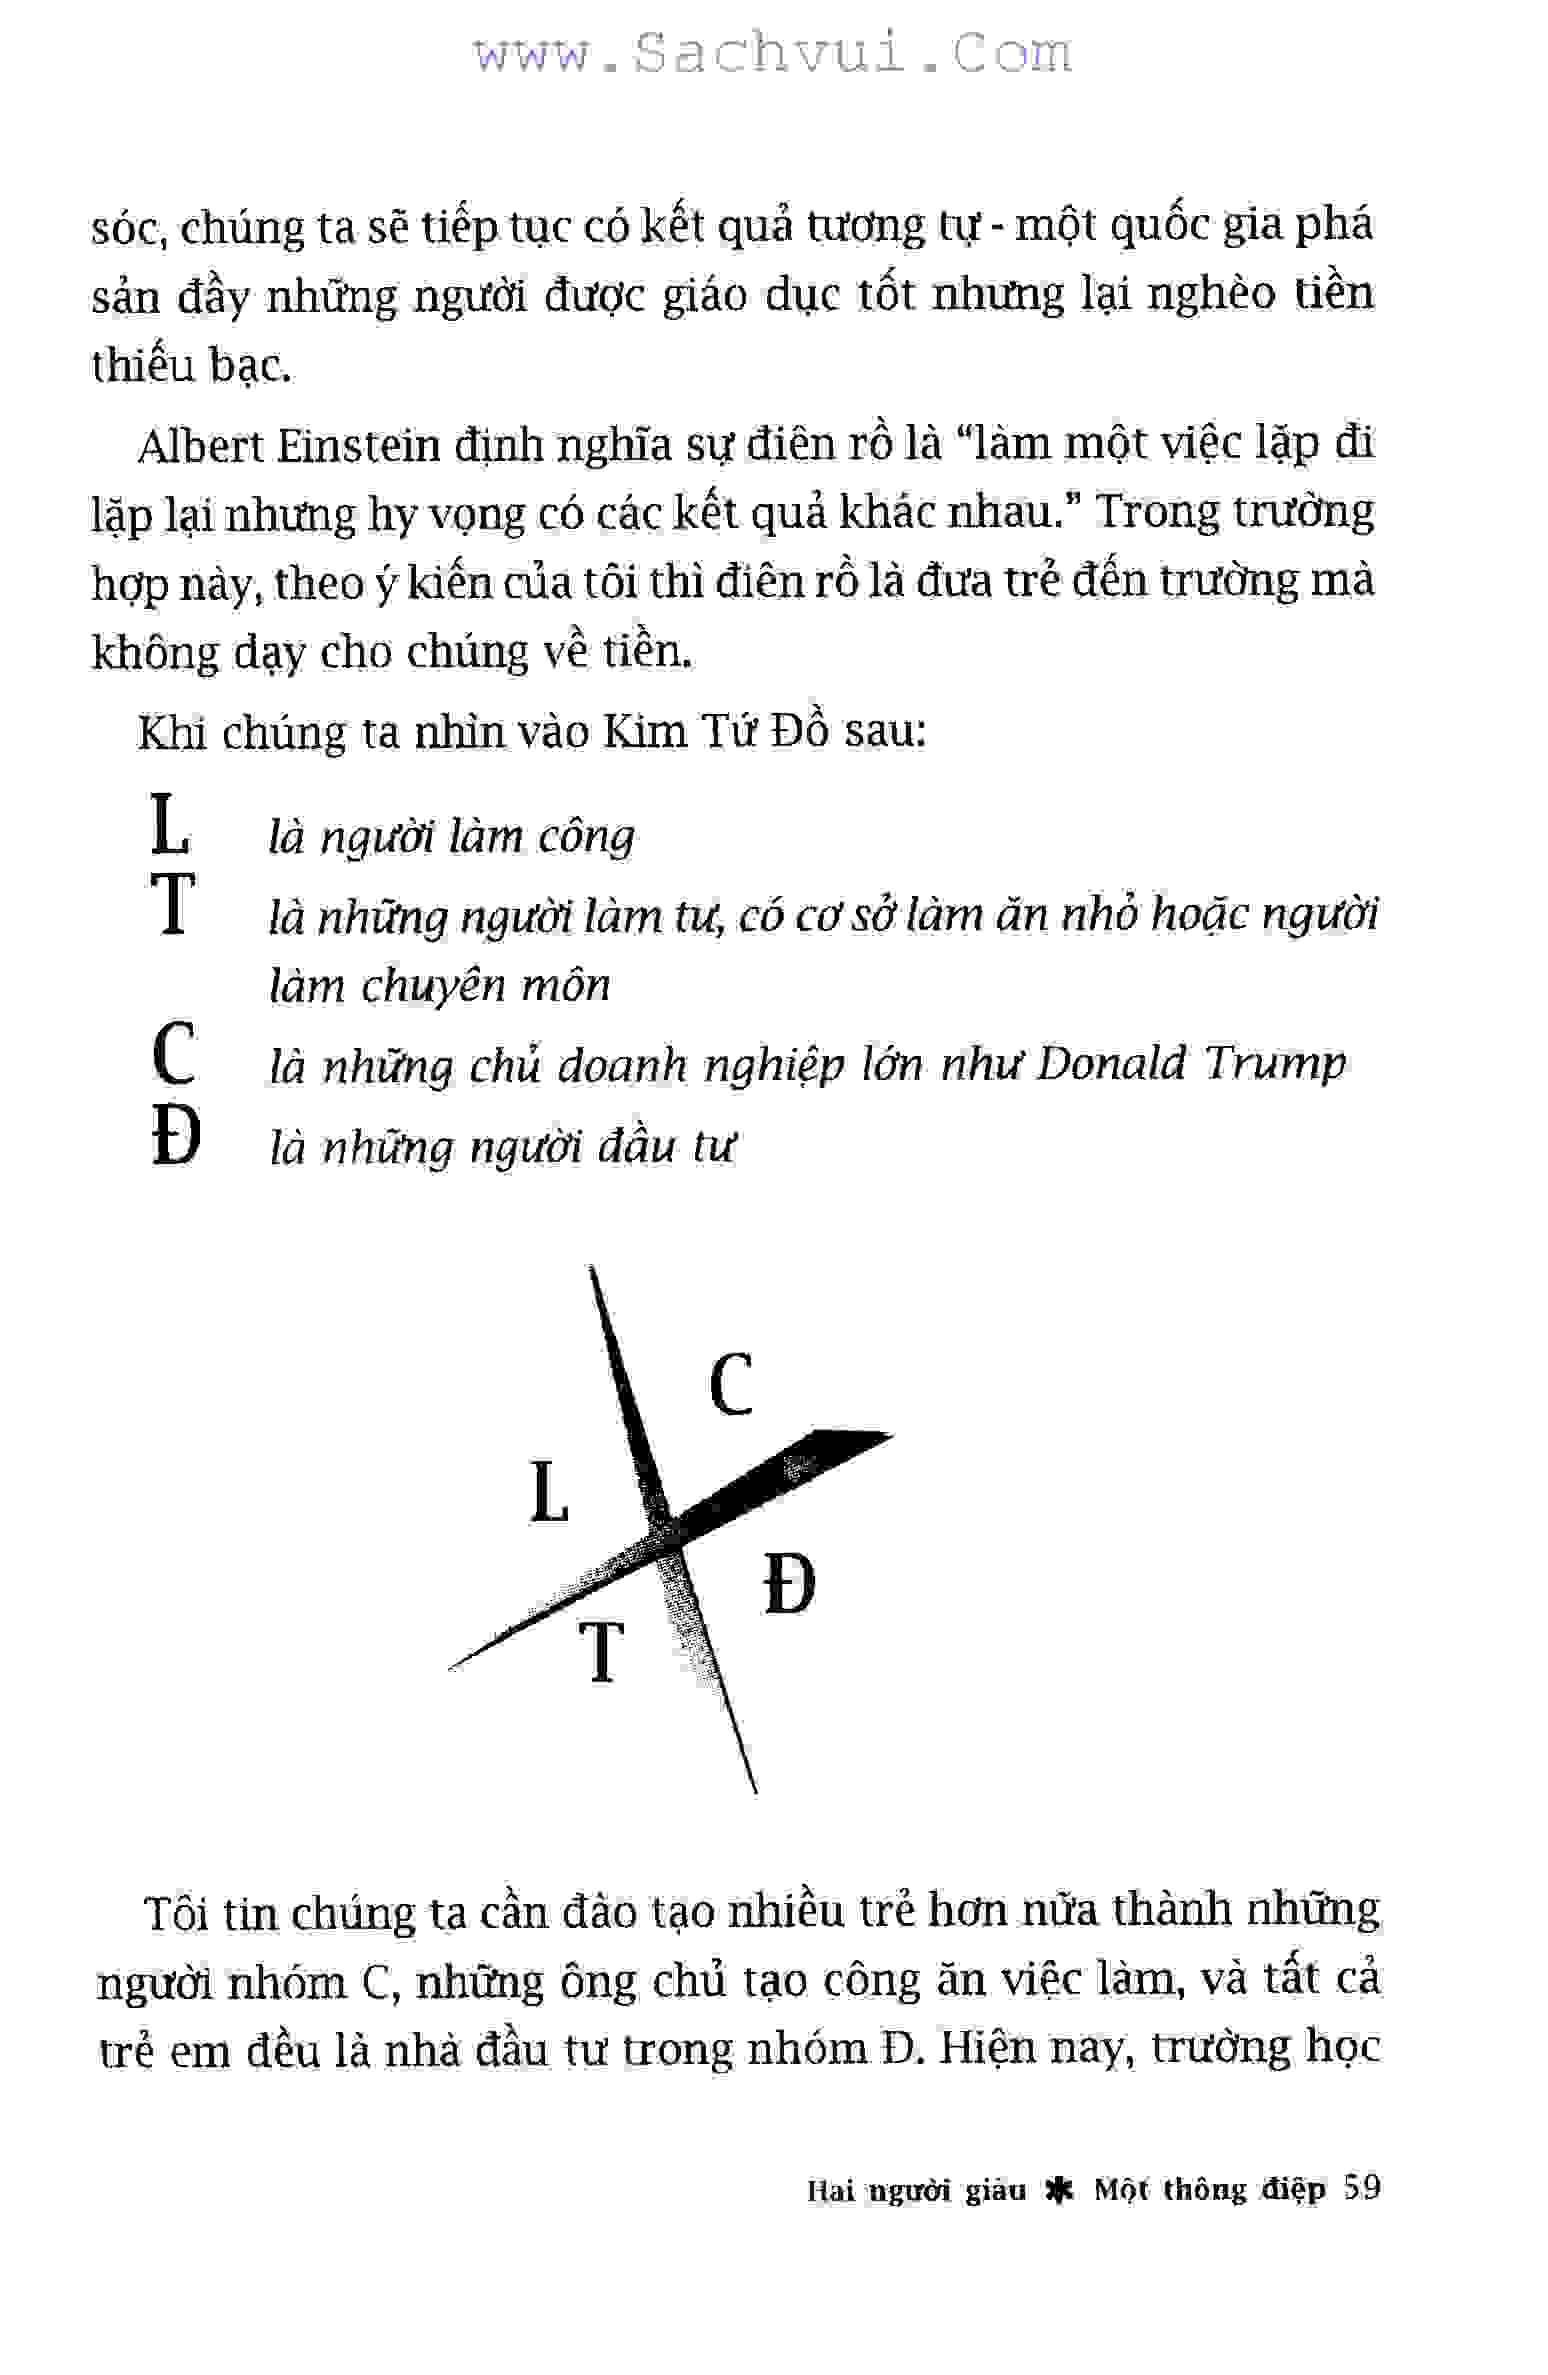 www.Sachvui.Com
sóc, chúng ta sẽ tiếp tục có kết quả tương tự - một quốc gia phá
sản đầy những người được giáo dục tốt nhưng lại nghèo tiền
thiếu bạc.
Albert Einstein định nghĩa sự điên rồ là “làm một việc lặp đi
lặp lại nhưng hy vọng có các kết quả khác nhau.” Trong trường
hợp này, theo ý kiến của tôi thì điên rồ là đưa trẻ đến trường mà
không dạy cho chúng về tiền.
Khi chúng ta nhìn vào Kim Tứ Đồ sau:
L là người làm công
T là những người làm tư, có cơ sở làm ăn nhỏ hoặc người
làm chuyên môn
C là những chủ doanh nghiệp lớn như Donald Trump
Đ là những người đầu tư
C
L
Đ
T
Tôi tin chúng ta cần đào tạo nhiều trẻ hơn nữa thành những
người nhóm C, những ông chủ tạo công ăn việc làm, và tất cả
trẻ em đều là nhà đầu tư trong nhóm Đ. Hiện nay, trường học
Hai người giàu ✱ Một thông điệp 59